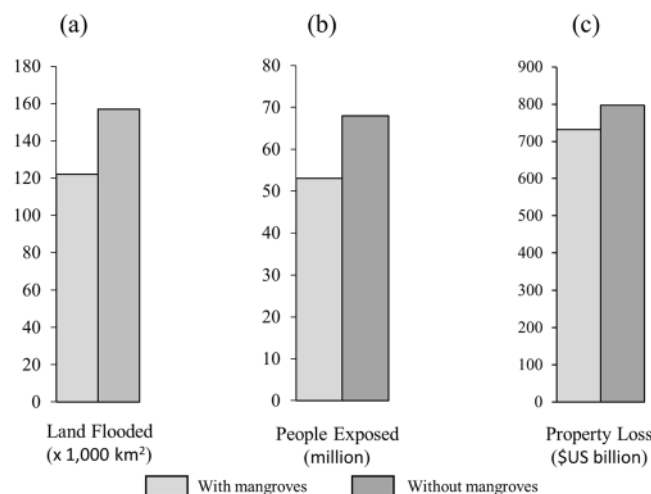 (a)
180
160
140
120
100
80
60
40
20
0
Land Flooded
(x 1,000 km²)
(b)
80
70
60
50
40
30
20
10
0
People Exposed
(million)
(c)
900
800
700
600
500
400
300
200
100
0
Property Loss
($US billion)
With mangroves
Without mangroves